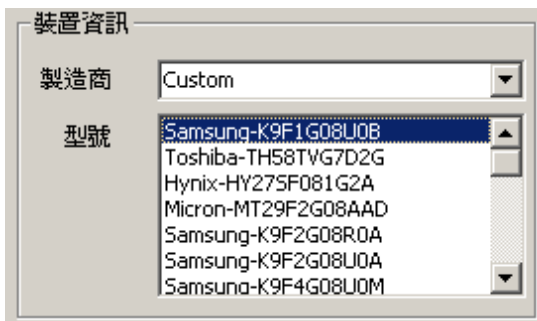 裝置資訊
製造商
Custom
型號
Samsung-K9F1G08U0B
Toshiba-TH58TVG7D2G
Hynix-HY27SF081G2A
Micron-MT29F2G08AAD
Samsung-K9F2G08R0A
Samsung-K9F2G08U0A
Samsung-K9F4G08U0M